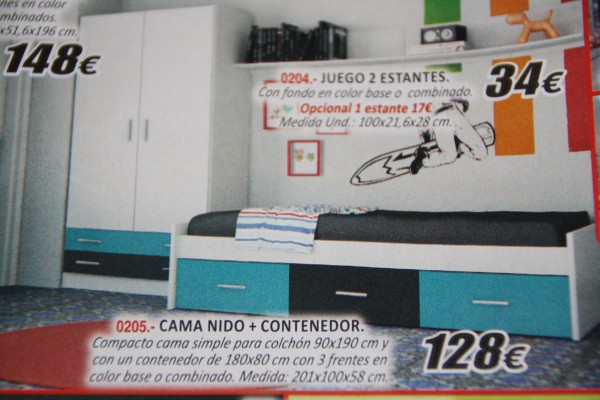 en color
mbinados.
x51,6x196 cm.
148€
0204.- JUEGO 2 ESTANTES.
Con fondo en color base o combinado.
Opcional 1 estante 17€
Medida Und.: 100x21,6x28 cm.
34€
0205.- CAMA NIDO + CONTENEDOR.
Compacto cama simple para colchón 90x190 cm y
con un contenedor de 180x80 cm con 3 frentes en
color base o combinado. Medida: 201x100x58 cm.
128€